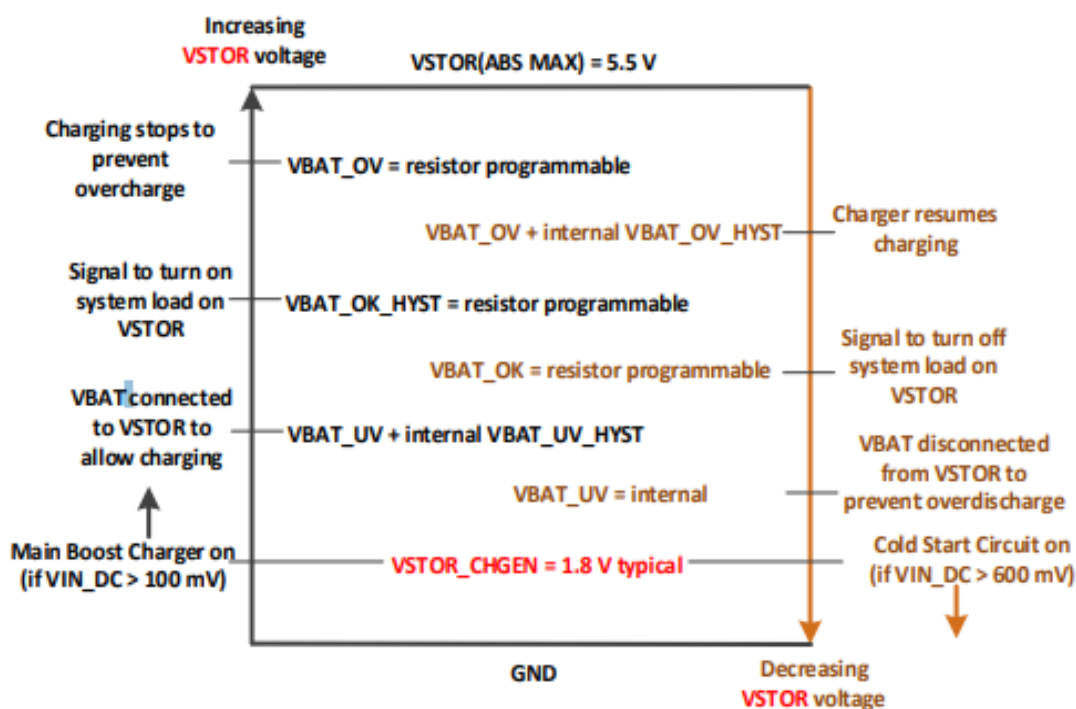 Increasing
VSTOR voltage
VSTOR(ABS MAX) = 5.5 V
Charging stops to
prevent
overcharge
VBAT_OV = resistor programmable
VBAT_OV + internal VBAT_OV_HYST
Charger resumes
charging
Signal to turn on
system load on
VSTOR
VBAT_OK_HYST = resistor programmable
VBAT_OK = resistor programmable
Signal to turn off
system load on
VSTOR
VBAT connected
to VSTOR to
allow charging
VBAT_UV + internal VBAT_UV_HYST
VBAT_UV = internal
VBAT disconnected
from VSTOR to
prevent overdischarge
Main Boost Charger on
(if VIN_DC > 100 mV)
VSTOR_CHGEN = 1.8 V typical
Cold Start Circuit on
(if VIN_DC > 600 mV)
GND
Decreasing
VSTOR voltage